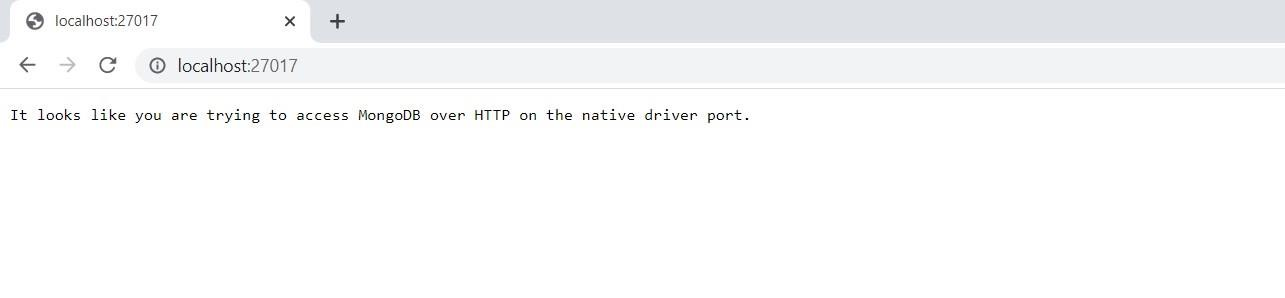 localhost:27017
localhost:27017
It looks like you are trying to access MongoDB over HTTP on the native driver port.